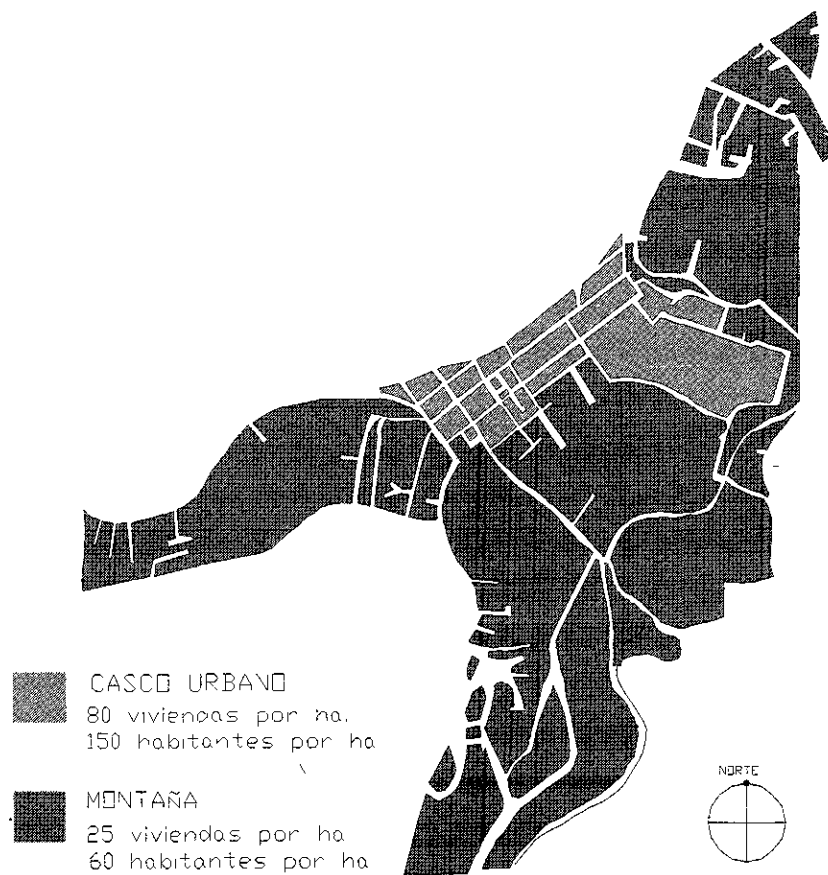 CASCO URBANO
80 viviendas por ha.
150 habitantes por ha
MONTAÑA
25 viviendas por ha
60 habitantes por ha
NORTE